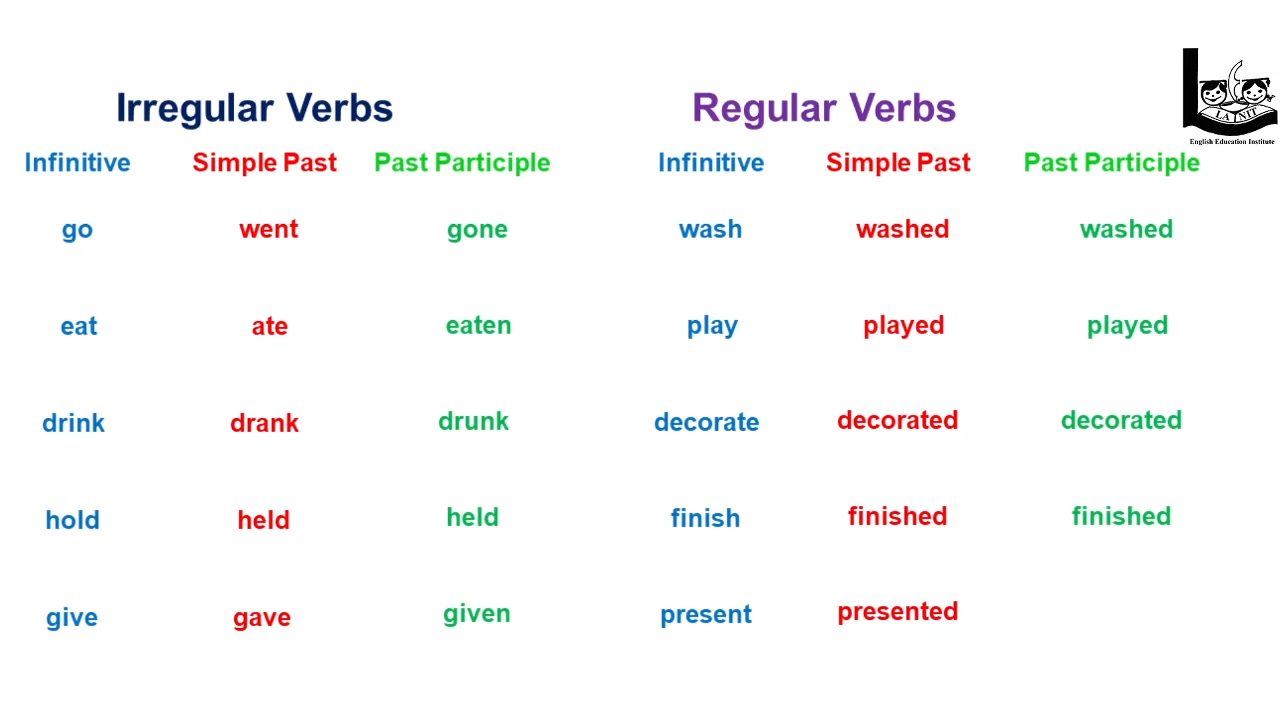 Irregular Verbs Regular Verbs
LA NIT
English Education Institute
Infinitive Simple Past Past Participle Infinitive Simple Past Past Participle
go went gone wash washed washed
eat ate eaten play played played
drink drank drunk decorate decorated decorated
hold held held finish finished finished
give gave given present presented